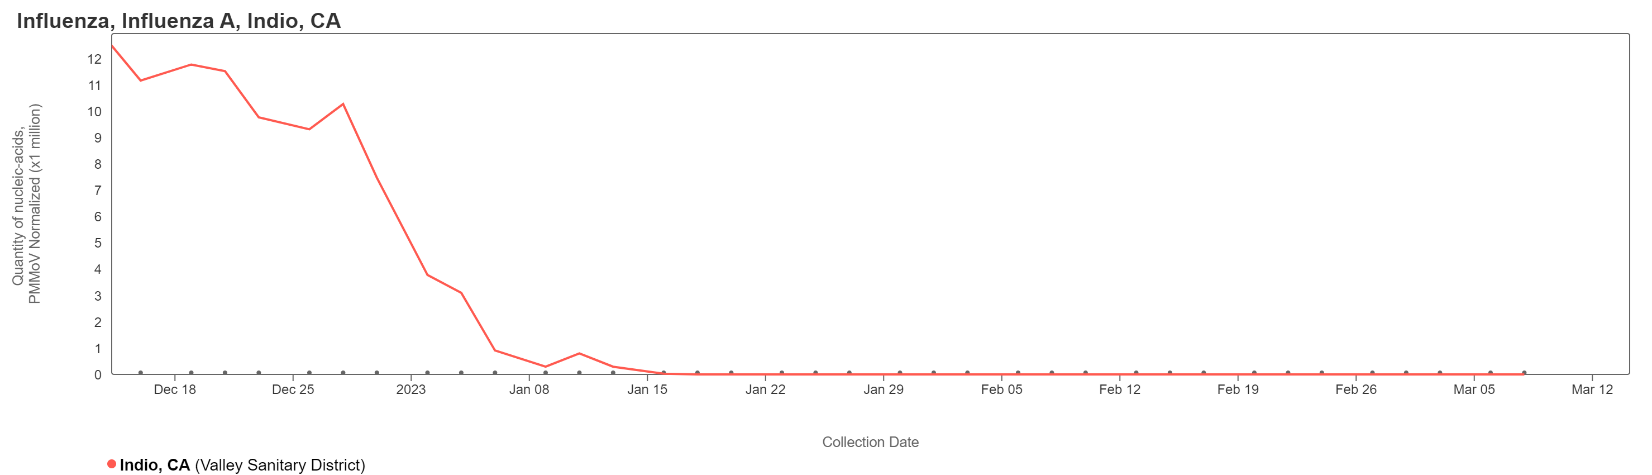 Influenza, Influenza A, Indio, CA
Quantity of nucleic-acids,
PMMoV Normalized (x1 million)
12
11
10
9
8
7
6
5
4
3
2
1
0
Dec 18 Dec 25 2023 Jan 08 Jan 15 Jan 22 Jan 29 Feb 05 Feb 12 Feb 19 Feb 26 Mar 05 Mar 12
Collection Date
Indio, CA (Valley Sanitary District)